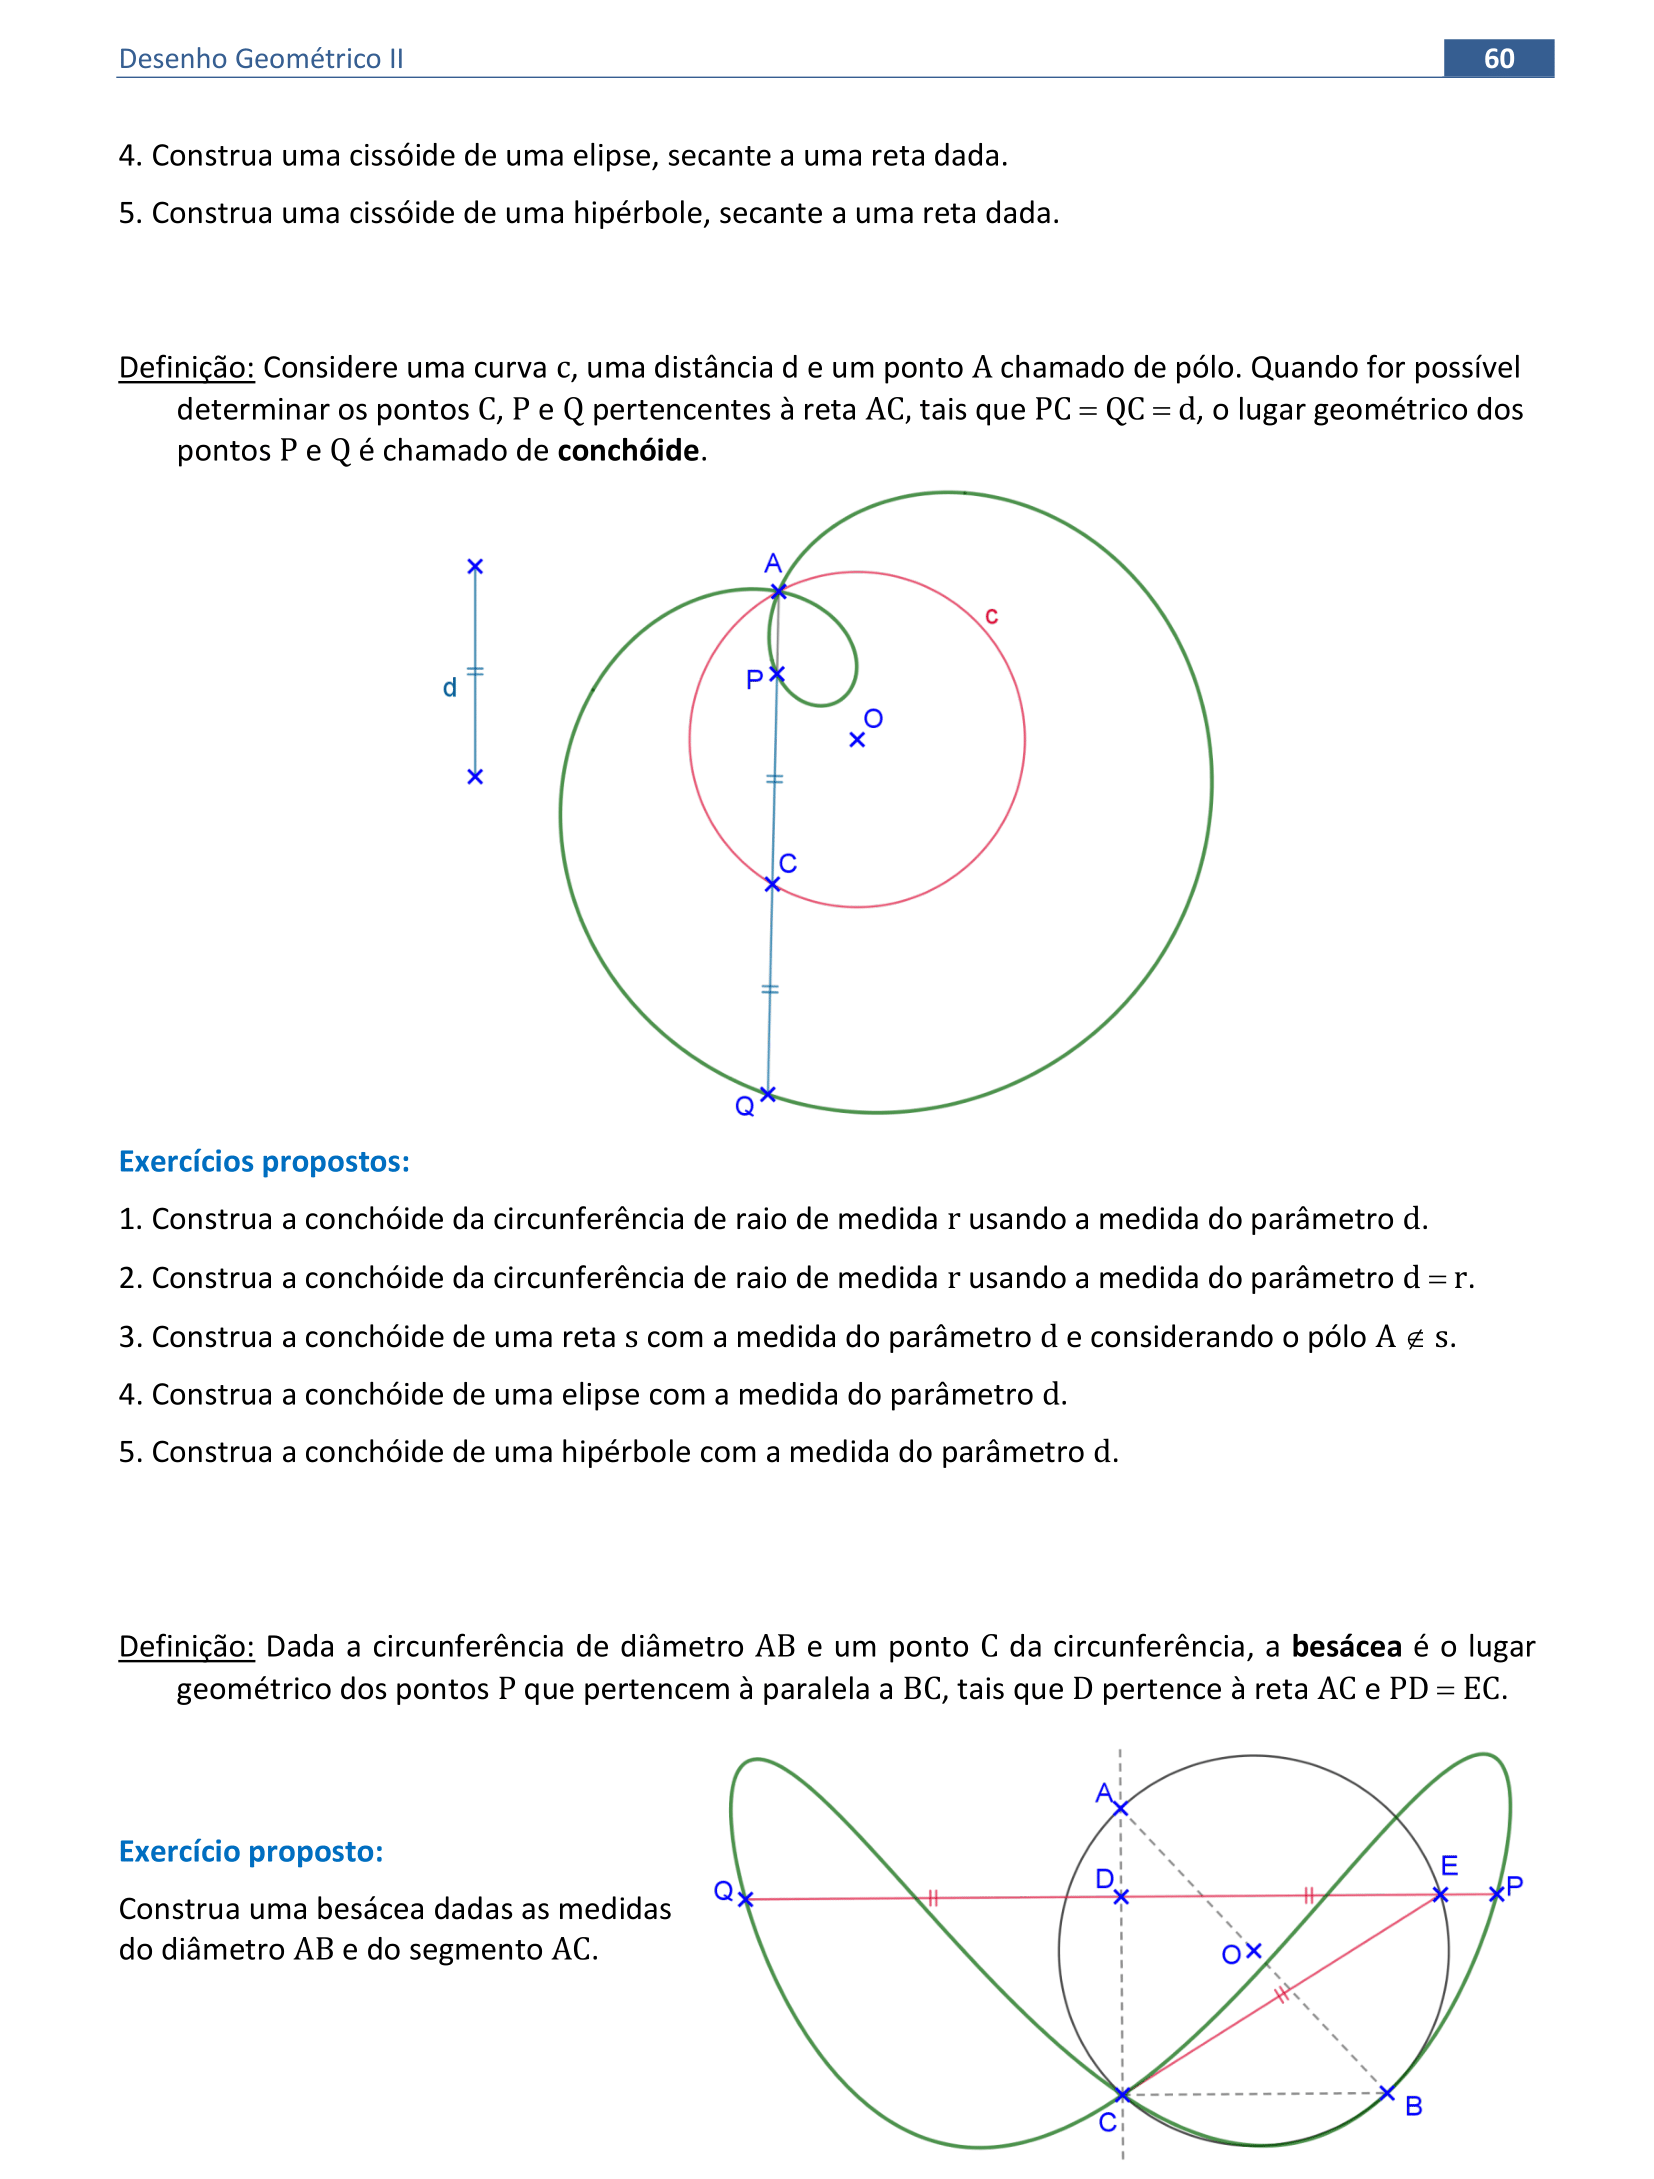 Desenho Geométrico II 60
4. Construa uma cissóide de uma elipse, secante a uma reta dada.
5. Construa uma cissóide de uma hipérbole, secante a uma reta dada.
Definição: Considere uma curva c, uma distância d e um ponto A chamado de pólo. Quando for possível
determinar os pontos C, P e Q pertencentes à reta AC, tais que PC = QC = d, o lugar geométrico dos
pontos P e Q é chamado de conchóide.
A
c
P
d
O
C
Q
Exercícios propostos:
1. Construa a conchóide da circunferência de raio de medida r usando a medida do parâmetro d.
2. Construa a conchóide da circunferência de raio de medida r usando a medida do parâmetro d = r.
3. Construa a conchóide de uma reta s com a medida do parâmetro d e considerando o pólo A ∉ s.
4. Construa a conchóide de uma elipse com a medida do parâmetro d.
5. Construa a conchóide de uma hipérbole com a medida do parâmetro d.
Definição: Dada a circunferência de diâmetro AB e um ponto C da circunferência, a besácea é o lugar
geométrico dos pontos P que pertencem à paralela a BC, tais que D pertence à reta AC e PD = EC.
Exercício proposto:
Construa uma besácea dadas as medidas
do diâmetro AB e do segmento AC.
A
E
D
P
Q
O
B
C